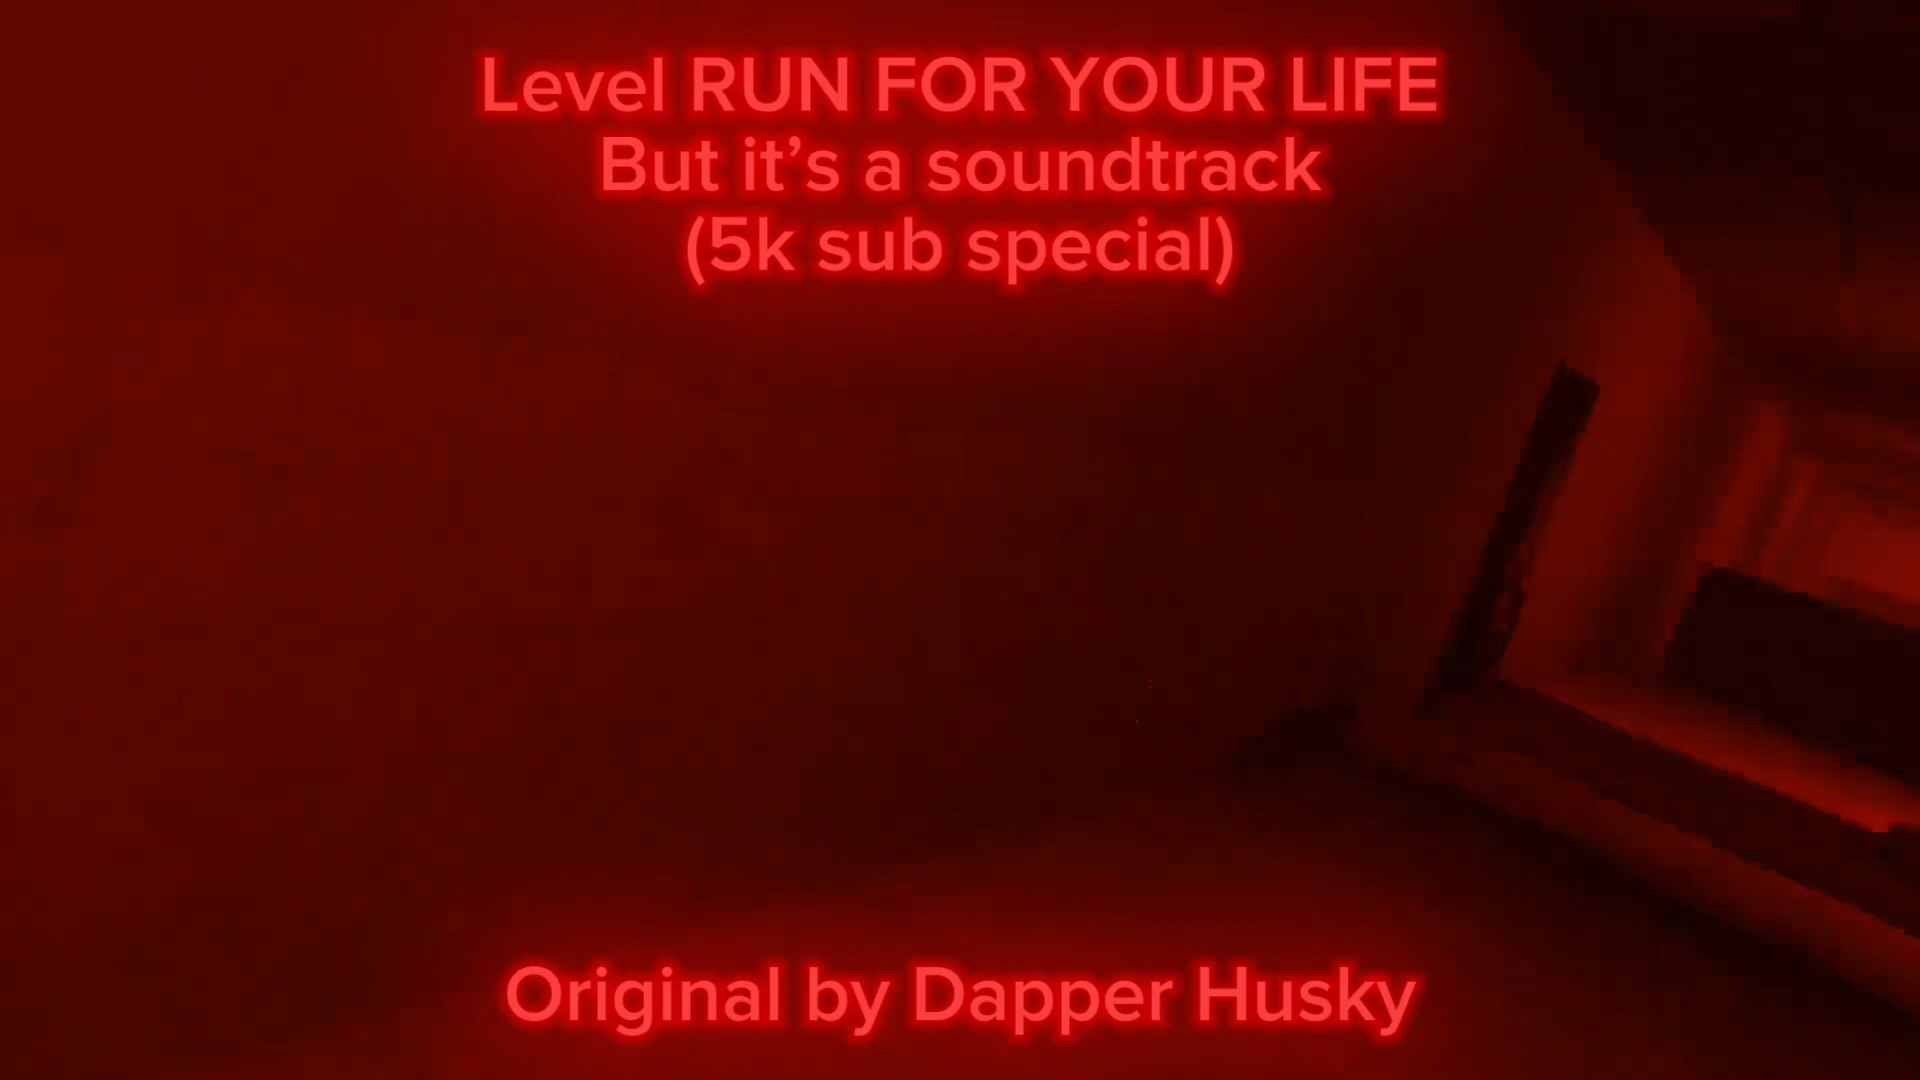 Level RUN FOR YOUR LIFE
But it’s a soundtrack
(5k sub special)
Original by Dapper Husky